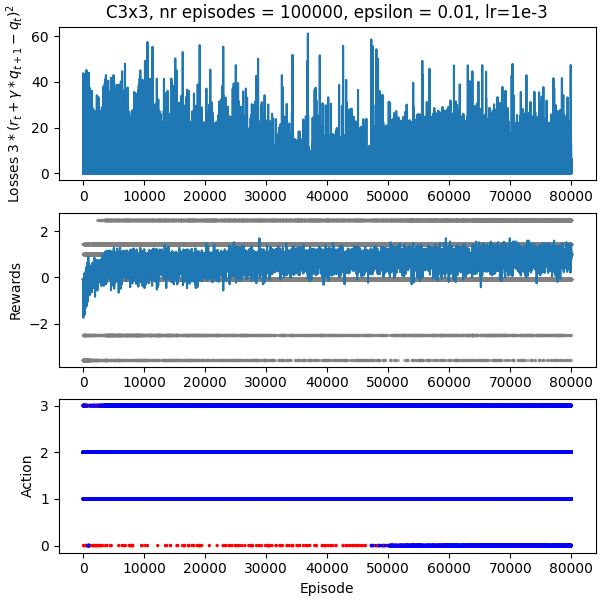 C3x3, nr episodes = 100000, epsilon = 0.01, lr=1e-3
Losses 3 * (r_t + γ * q_{t+1} − q_t)^2
60
40
20
0
0 10000 20000 30000 40000 50000 60000 70000 80000
Rewards
2
0
−2
0 10000 20000 30000 40000 50000 60000 70000 80000
Action
3
2
1
0
0 10000 20000 30000 40000 50000 60000 70000 80000
Episode